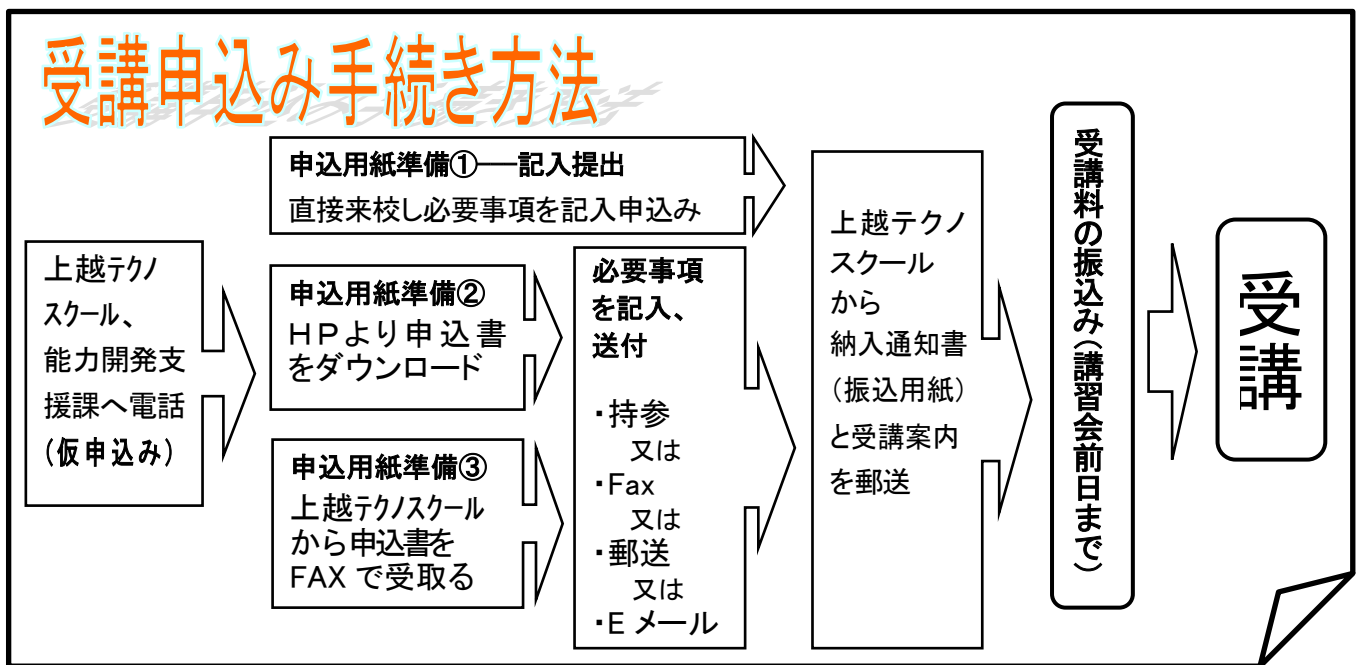 受講申込み手続き方法
上越テクノ
スクール、
能力開発支
援課へ電話
(仮申込み)
申込用紙準備①──記入提出
直接来校し必要事項を記入申込み
申込用紙準備②
HPより申込書
をダウンロード
申込用紙準備③
上越テクノスクール
から申込書を
FAX で受取る
必要事項
を記入、
送付
・持参
又は
・Fax
又は
・郵送
又は
・E メール
上越テクノ
スクール
から
納入通知書
(振込用紙)
と受講案内
を郵送
受講料の振込み(講習会前日まで)
受講